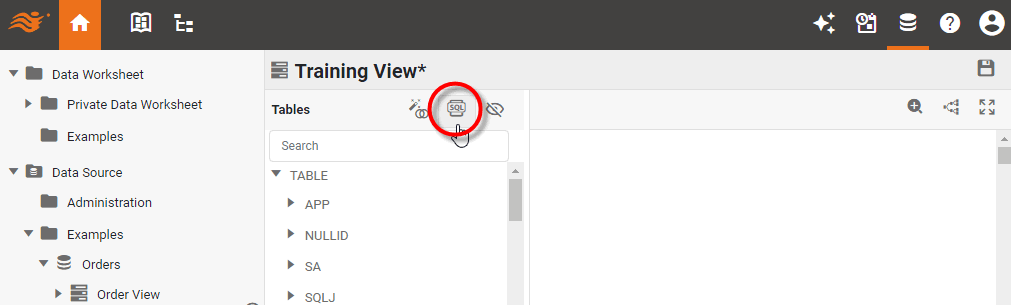 Data Worksheet
Private Data Worksheet
Examples
Data Source
Administration
Examples
Orders
Order View
Training View*
Tables
SQL
Search
TABLE
APP
NULLID
SA
SQLJ